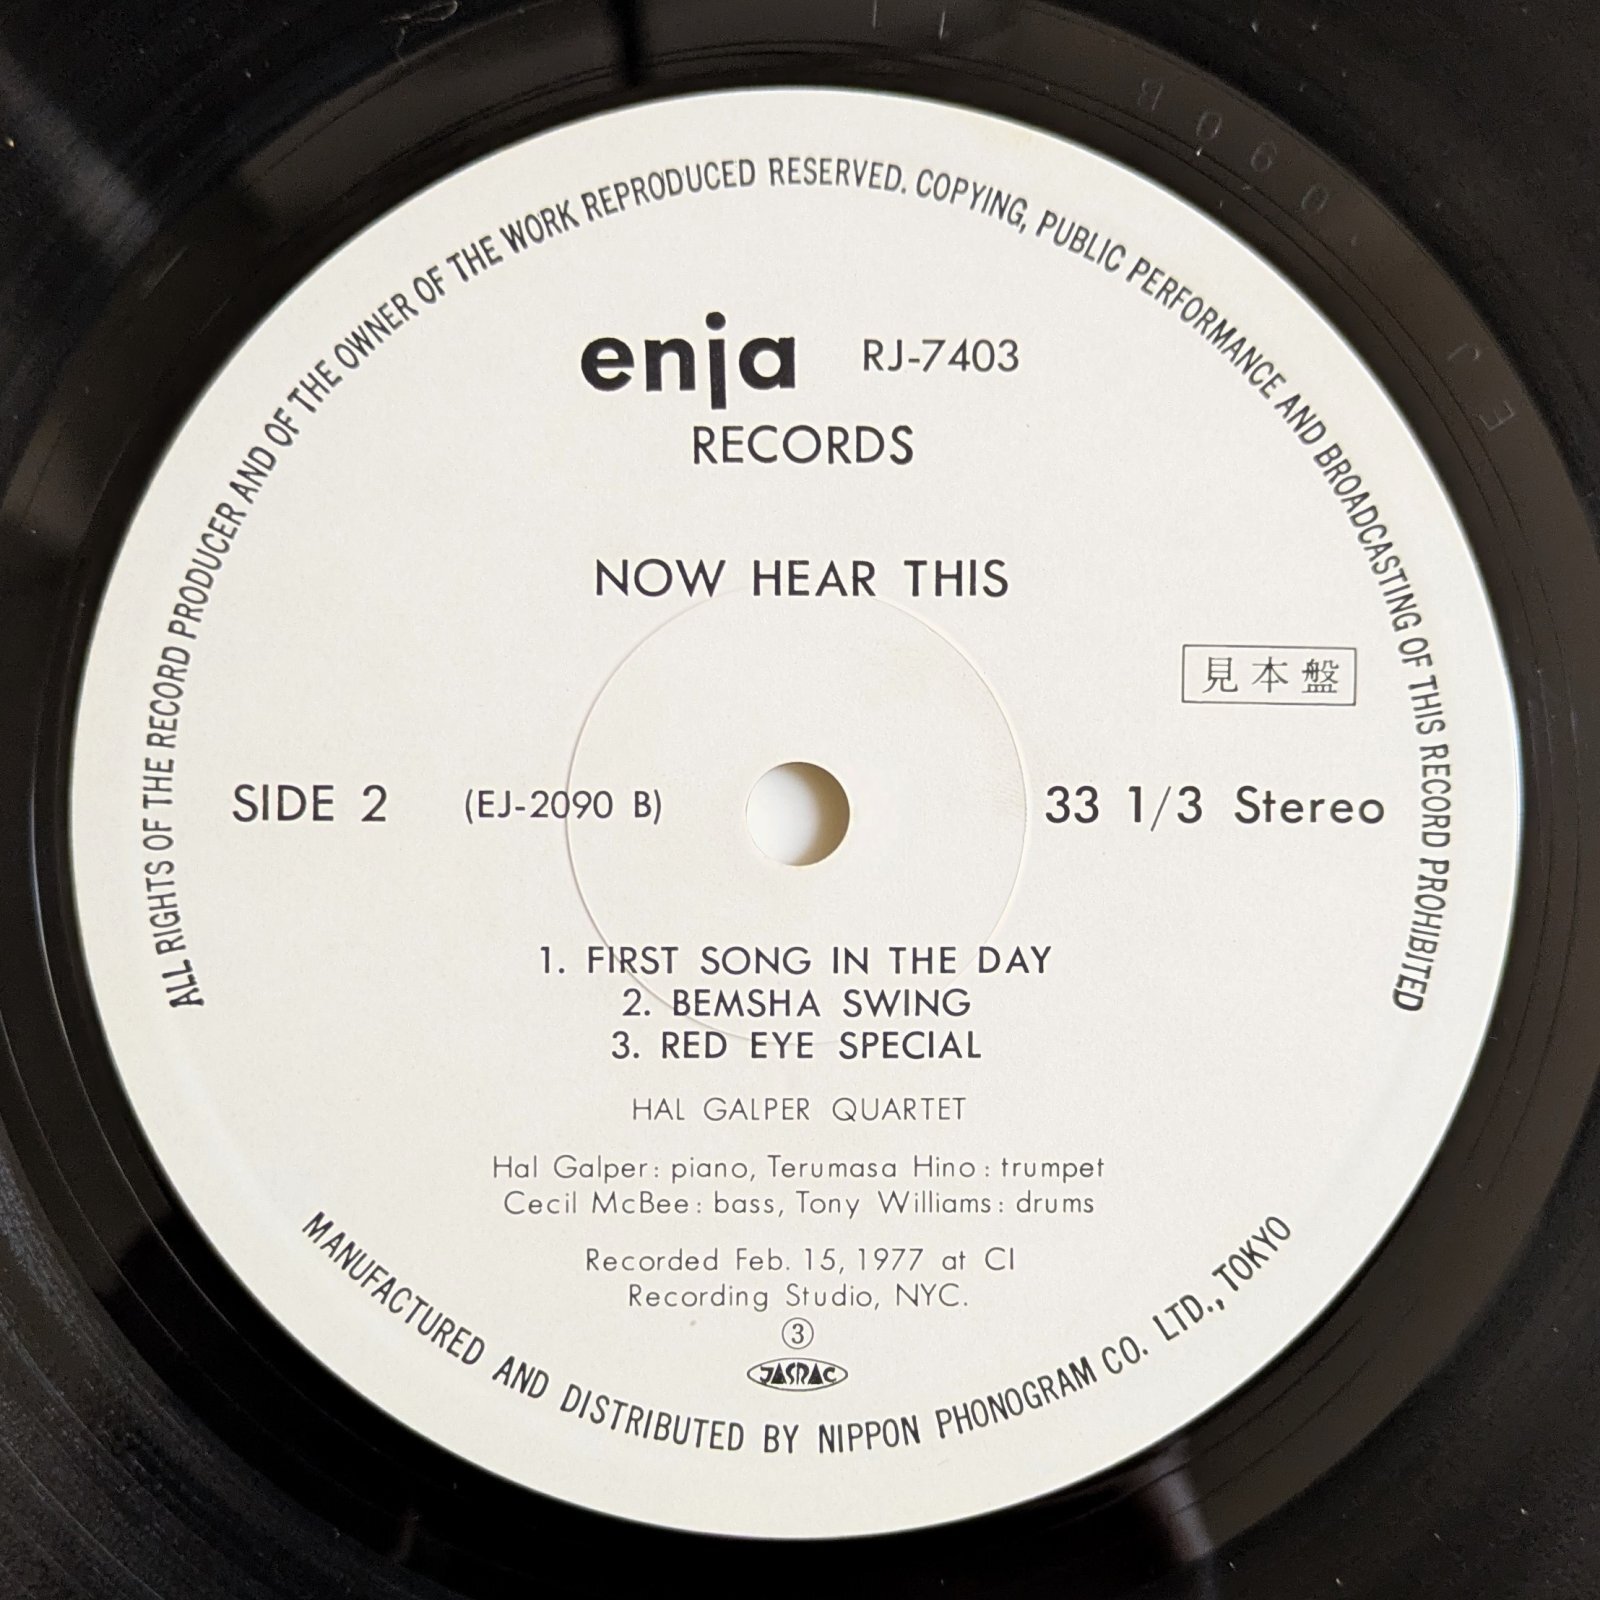 ALL RIGHTS OF THE RECORD PRODUCER AND OF THE OWNER OF THE WORK REPRODUCED RESERVED. COPYING, PUBLIC PERFORMANCE AND BROADCASTING OF THIS RECORD PROHIBITED
enja RJ-7403
RECORDS
NOW HEAR THIS
見本盤
SIDE 2 (EJ-2090 B) 33 1/3 Stereo
1. FIRST SONG IN THE DAY
2. BEMSHA SWING
3. RED EYE SPECIAL
HAL GALPER QUARTET
Hal Galper: piano, Terumasa Hino: trumpet
Cecil McBee: bass, Tony Williams: drums
Recorded Feb. 15, 1977 at CI
Recording Studio, NYC.
③
JASRAC
MANUFACTURED AND DISTRIBUTED BY NIPPON PHONOGRAM CO. LTD., TOKYO